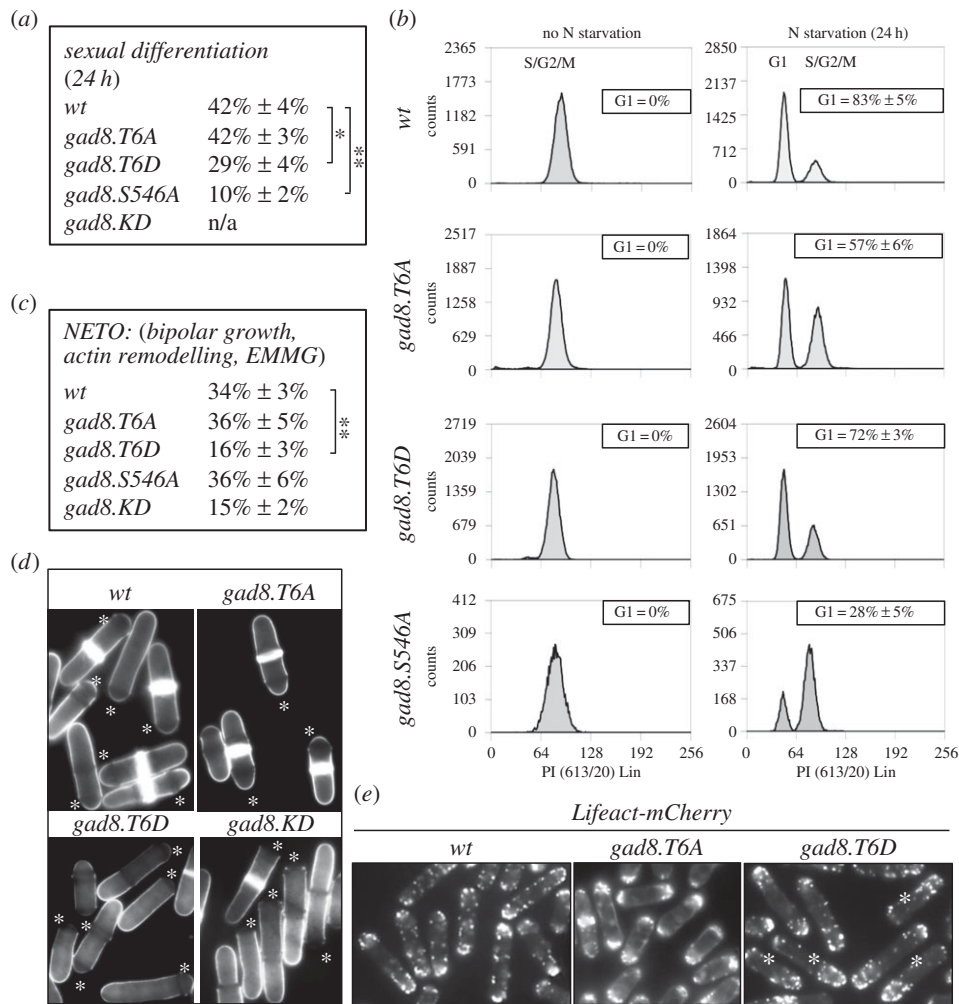 (a)
sexual differentiation
(24 h)
wt 42% ± 4%
gad8.T6A 42% ± 3%
gad8.T6D 29% ± 4%
gad8.S546A 10% ± 2%
gad8.KD n/a
*
**
(b)
no N starvation
N starvation (24 h)
wt
counts
2365
1773
1182
591
0
S/G2/M
G1 = 0%
2850
2137
1425
712
0
G1 S/G2/M
G1 = 83% ± 5%
gad8.T6A
counts
2517
1887
1258
629
0
G1 = 0%
1864
1398
932
466
0
G1 = 57% ± 6%
gad8.T6D
counts
2719
2039
1359
679
0
G1 = 0%
2604
1953
1302
651
0
G1 = 72% ± 3%
gad8.S546A
counts
412
309
206
103
0
G1 = 0%
0 64 128 192 256
PI (613/20) Lin
675
506
337
168
0
G1 = 28% ± 5%
0 64 128 192 256
PI (613/20) Lin
(c)
NETO: (bipolar growth,
actin remodelling, EMMG)
wt 34% ± 3%
gad8.T6A 36% ± 5%
gad8.T6D 16% ± 3%
gad8.S546A 36% ± 6%
gad8.KD 15% ± 2%
**
(d)
wt gad8.T6A
gad8.T6D gad8.KD
(e)
Lifeact-mCherry
wt gad8.T6A gad8.T6D